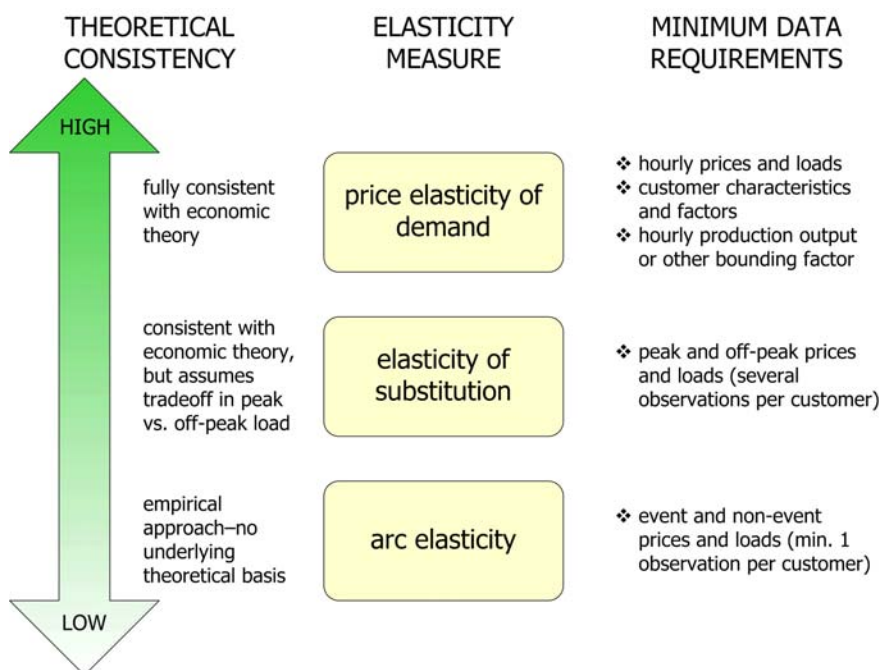 THEORETICAL
CONSISTENCY
ELASTICITY
MEASURE
MINIMUM DATA
REQUIREMENTS
HIGH
fully consistent
with economic
theory
price elasticity of
demand
❖ hourly prices and loads
❖ customer characteristics
and factors
❖ hourly production output
or other bounding factor
consistent with
economic theory,
but assumes
tradeoff in peak
vs. off-peak load
elasticity of
substitution
❖ peak and off-peak prices
and loads (several
observations per customer)
empirical
approach–no
underlying
theoretical basis
arc elasticity
❖ event and non-event
prices and loads (min. 1
observation per customer)
LOW